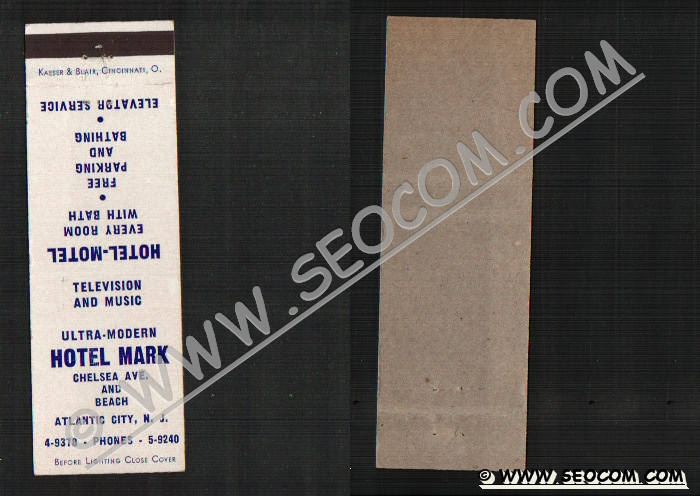 Kaeser & Blair, Cincinnati, O.
HOTEL-MOTEL
EVERY ROOM
WITH BATH
•
FREE
PARKING
AND
BATHING
•
ELEVATOR SERVICE
TELEVISION
AND MUSIC
ULTRA-MODERN
HOTEL MARK
CHELSEA AVE.
AND
BEACH
ATLANTIC CITY, N. J.
4-9318 - PHONES - 5-9240
Before Lighting Close Cover
© WWW.SEOCOM.COM
© WWW.SEOCOM.COM